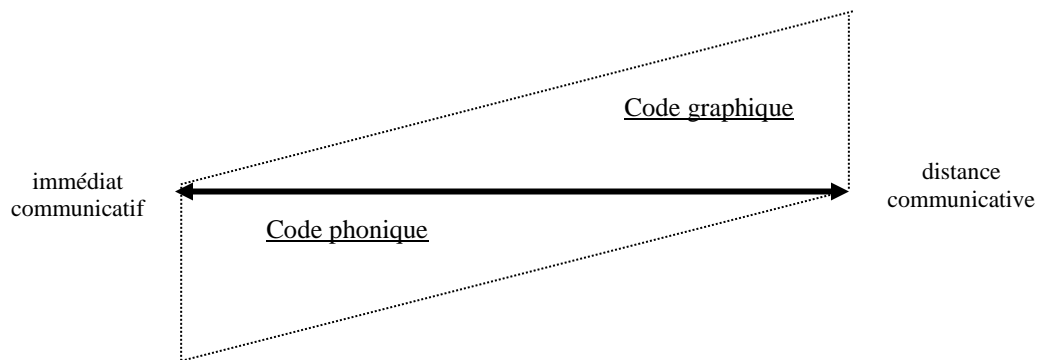 Code graphique
immédiat
communicatif
distance
communicative
Code phonique